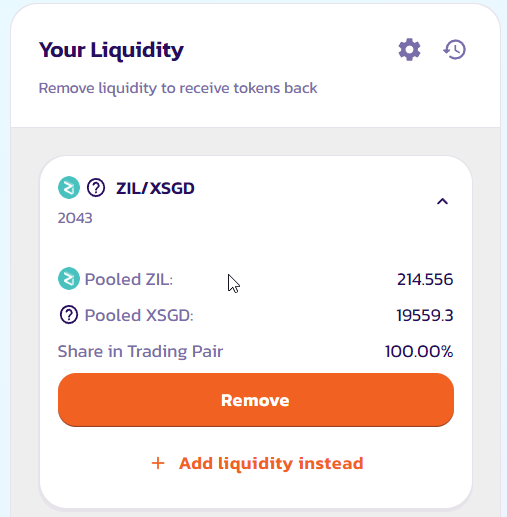 Your Liquidity
Remove liquidity to receive tokens back
? ZIL/XSGD
2043
Pooled ZIL: 214.556
? Pooled XSGD: 19559.3
Share in Trading Pair 100.00%
Remove
+ Add liquidity instead